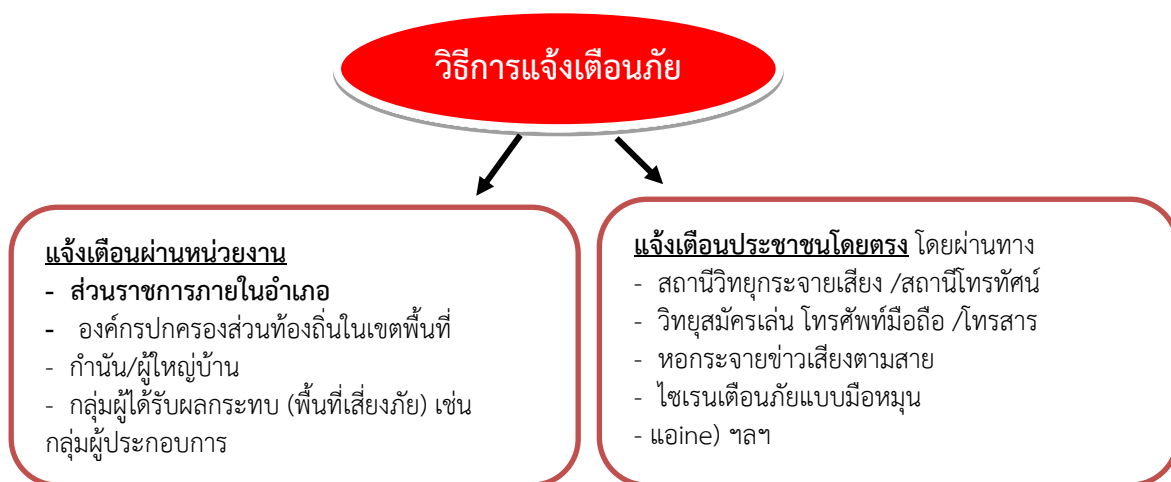 วิธีการแจ้งเตือนภัย
แจ้งเตือนผ่านหน่วยงาน
- ส่วนราชการภายในอำเภอ
- องค์กรปกครองส่วนท้องถิ่นในเขตพื้นที่
- กำนัน/ผู้ใหญ่บ้าน
- กลุ่มผู้ได้รับผลกระทบ (พื้นที่เสี่ยงภัย) เช่น
กลุ่มผู้ประกอบการ
แจ้งเตือนประชาชนโดยตรง โดยผ่านทาง
- สถานีวิทยุกระจายเสียง /สถานีโทรทัศน์
- วิทยุสมัครเล่น โทรศัพท์มือถือ /โทรสาร
- หอกระจายข่าวเสียงตามสาย
- ไซเรนเตือนภัยแบบมือหมุน
- แอine) ฯลฯ